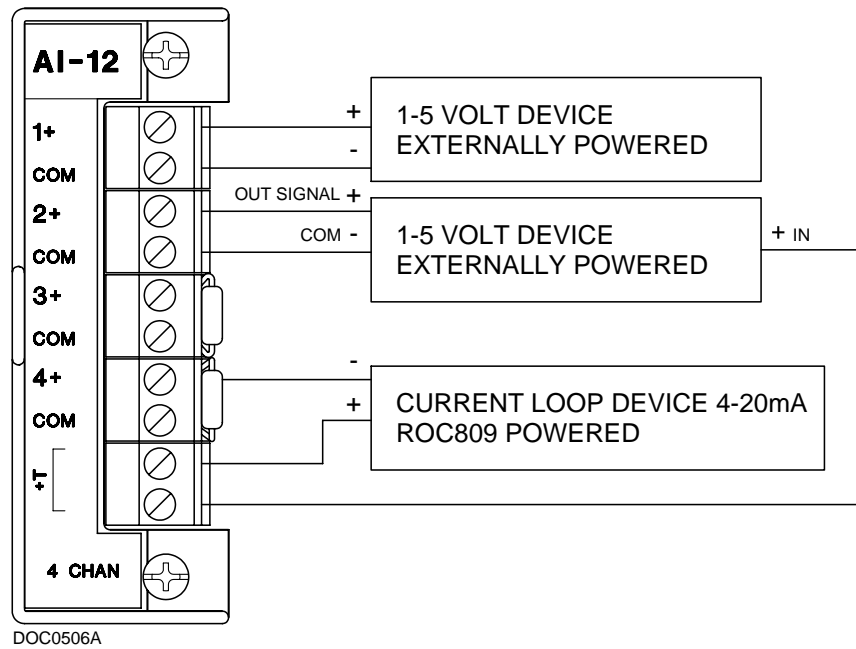 AI-12
1+
COM
2+
COM
3+
COM
4+
COM
+T
4 CHAN
+
-
1-5 VOLT DEVICE
EXTERNALLY POWERED
OUT SIGNAL +
COM -
1-5 VOLT DEVICE
EXTERNALLY POWERED
+ IN
-
+
CURRENT LOOP DEVICE 4-20mA
ROC809 POWERED
DOC0506A